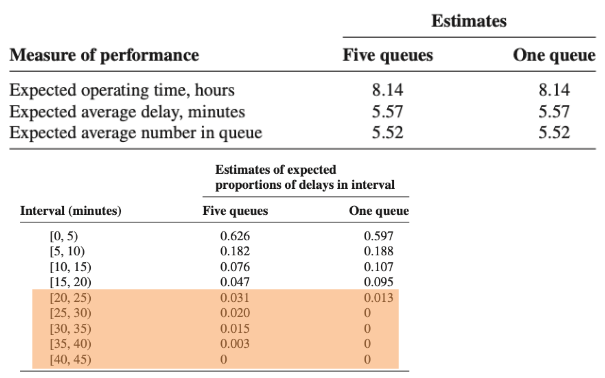 Estimates
Measure of performance Five queues One queue
Expected operating time, hours 8.14 8.14
Expected average delay, minutes 5.57 5.57
Expected average number in queue 5.52 5.52
Estimates of expected
proportions of delays in interval
Interval (minutes) Five queues One queue
[0, 5) 0.626 0.597
[5, 10) 0.182 0.188
[10, 15) 0.076 0.107
[15, 20) 0.047 0.095
[20, 25) 0.031 0.013
[25, 30) 0.020 0
[30, 35) 0.015 0
[35, 40) 0.003 0
[40, 45) 0 0